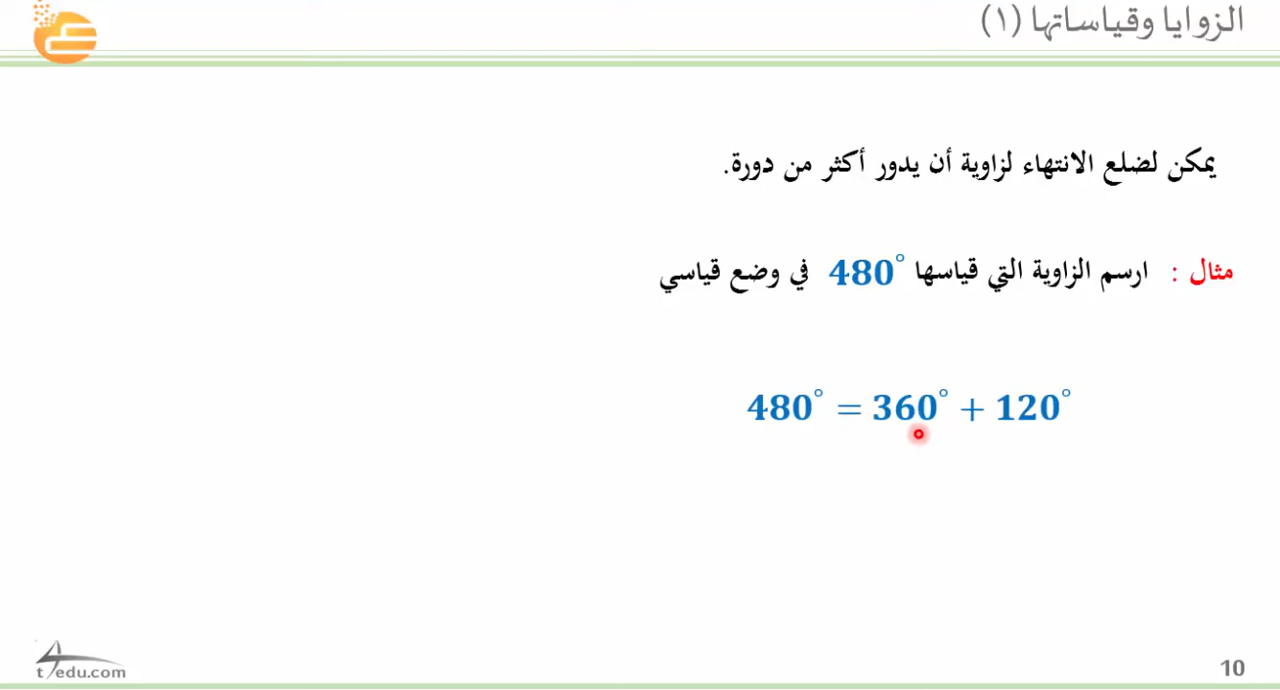 الزوايا وقياساتها (١)
يمكن لضلع الانتهاء لزاوية أن يدور أكثر من دورة.
مثال : ارسم الزاوية التي قياسها 480° في وضع قياسي
480° = 360° + 120°
t4edu.com
10